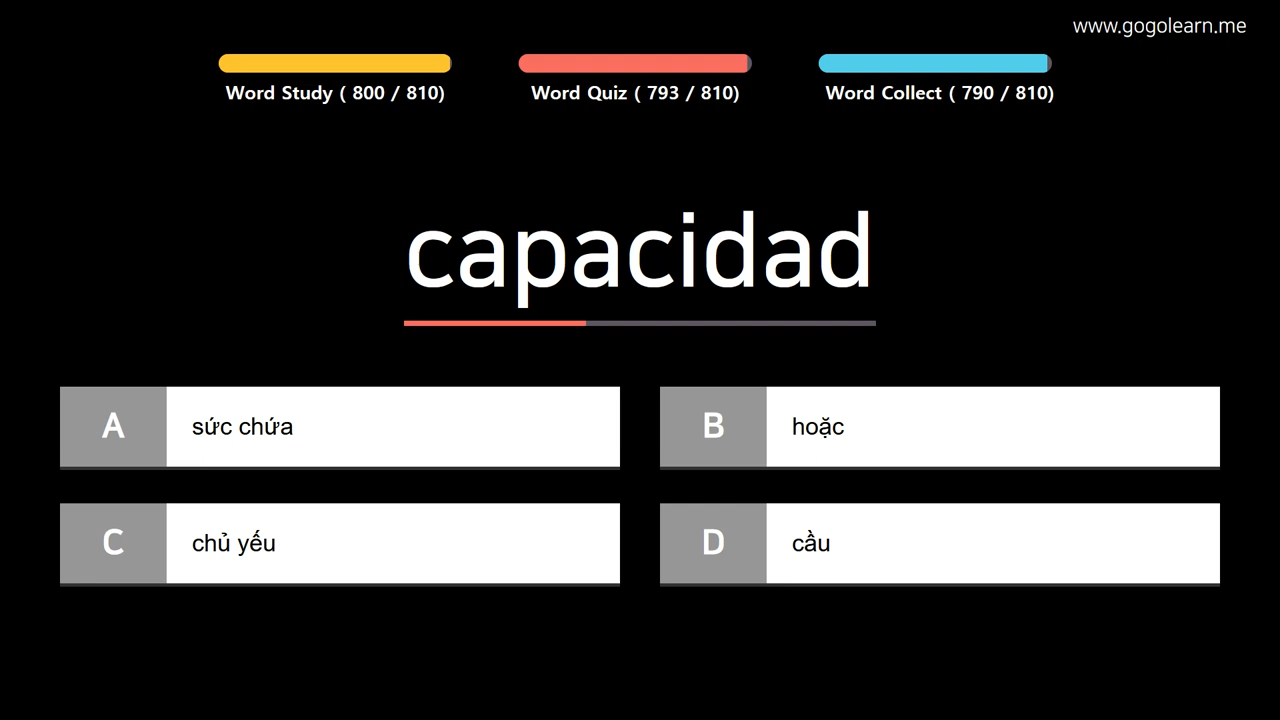 www.gogolearn.me
Word Study ( 800 / 810)
Word Quiz ( 793 / 810)
Word Collect ( 790 / 810)
capacidad
A
sức chứa
B
hoặc
C
chủ yếu
D
cầu